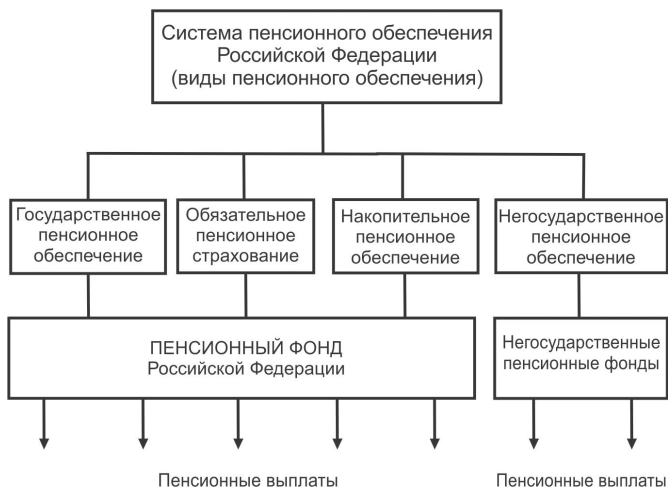 Система пенсионного обеспечения
Российской Федерации
(виды пенсионного обеспечения)
Государственное
пенсионное
обеспечение
Обязательное
пенсионное
страхование
Накопительное
пенсионное
обеспечение
Негосударственное
пенсионное
обеспечение
ПЕНСИОННЫЙ ФОНД
Российской Федерации
Негосударственные
пенсионные фонды
Пенсионные выплаты
Пенсионные выплаты